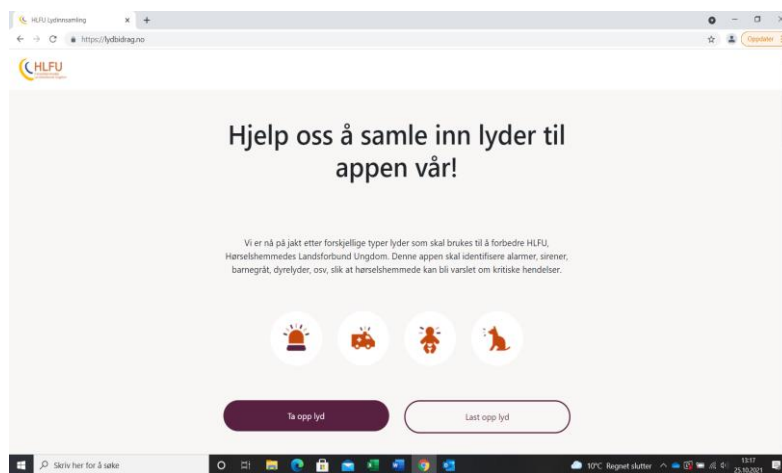 HLFU Lydinnsamling
https://lydbidrag.no
Oppdater
HLFU
Hjelp oss å samle inn lyder til
appen vår!
Vi er nå på jakt etter forskjellige typer lyder som skal brukes til å forbedre HLFU,
Hørselshemmedes Landsforbund Ungdom. Denne appen skal identifisere alarmer, sirener,
barnegråt, dyrelyder, osv, slik at hørselshemmede kan bli varslet om kritiske hendelser.
Ta opp lyd
Last opp lyd
Skriv her for å søke
10°C Regnet slutter
13:17
25.10.2021